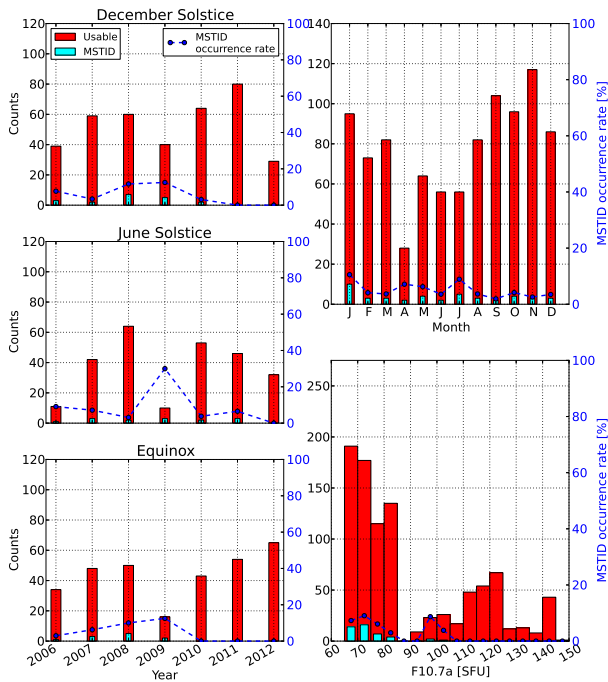 December Solstice
120 100
100 80
80 60
60 40
40 20
20
0 0
Counts
Usable
MSTID
MSTID
occurrence rate
June Solstice
120 100
100 80
80 60
60 40
40 20
20
0 0
Counts
Equinox
120 100
100 80
80 60
60 40
40 20
20
0 0
Counts
2006 2007 2008 2009 2010 2011 2012
Year
140 100
120 80
100
80 60
60 40
40
20 20
0 0
MSTID occurrence rate [%]
J F M A M J J A S O N D
Month
250 100
200 80
150 60
100 40
50 20
0 0
MSTID occurrence rate [%]
60 70 80 90 100 110 120 130 140 150
F10.7a [SFU]